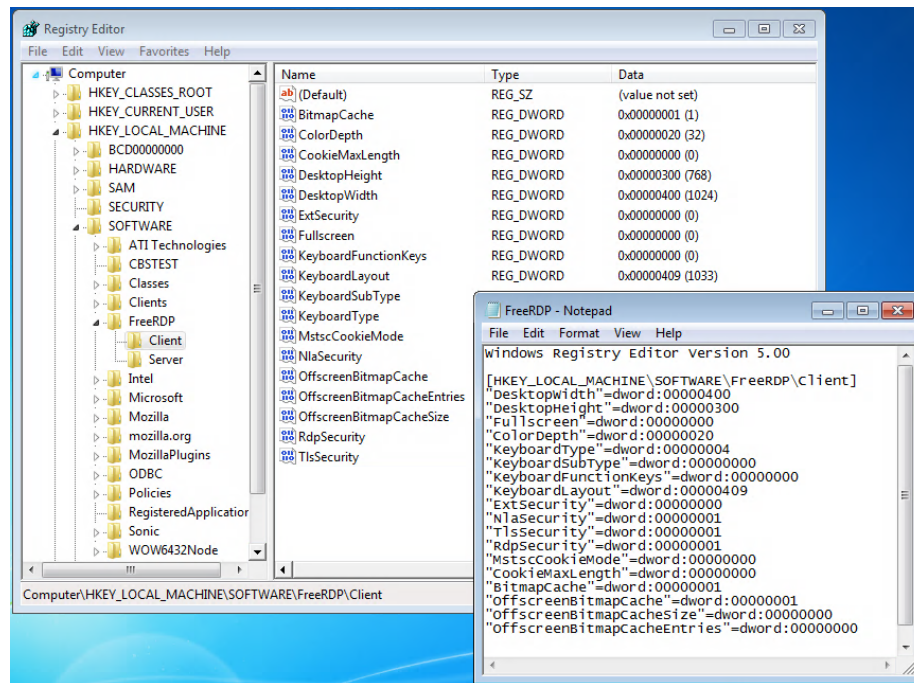 Registry Editor
File Edit View Favorites Help
Computer
HKEY_CLASSES_ROOT
HKEY_CURRENT_USER
HKEY_LOCAL_MACHINE
BCD00000000
HARDWARE
SAM
SECURITY
SOFTWARE
ATI Technologies
CBSTEST
Classes
Clients
FreeRDP
Client
Server
Intel
Microsoft
Mozilla
mozilla.org
MozillaPlugins
ODBC
Policies
RegisteredApplication
Sonic
WOW6432Node
Name Type Data
(Default) REG_SZ (value not set)
BitmapCache REG_DWORD 0x00000001 (1)
ColorDepth REG_DWORD 0x00000020 (32)
CookieMaxLength REG_DWORD 0x00000000 (0)
DesktopHeight REG_DWORD 0x00000300 (768)
DesktopWidth REG_DWORD 0x00000400 (1024)
ExtSecurity REG_DWORD 0x00000000 (0)
Fullscreen REG_DWORD 0x00000000 (0)
KeyboardFunctionKeys REG_DWORD 0x00000000 (0)
KeyboardLayout REG_DWORD 0x00000409 (1033)
KeyboardSubType
KeyboardType
MstscCookieMode
NlaSecurity
OffscreenBitmapCache
OffscreenBitmapCacheEntries
OffscreenBitmapCacheSize
RdpSecurity
TlsSecurity
Computer\HKEY_LOCAL_MACHINE\SOFTWARE\FreeRDP\Client
FreeRDP - Notepad
File Edit Format View Help
Windows Registry Editor Version 5.00
[HKEY_LOCAL_MACHINE\SOFTWARE\FreeRDP\Client]
"DesktopWidth"=dword:00000400
"DesktopHeight"=dword:00000300
"Fullscreen"=dword:00000000
"ColorDepth"=dword:00000020
"KeyboardType"=dword:00000004
"KeyboardSubType"=dword:00000000
"KeyboardFunctionKeys"=dword:00000000
"KeyboardLayout"=dword:00000409
"ExtSecurity"=dword:00000000
"NlaSecurity"=dword:00000001
"TlsSecurity"=dword:00000001
"RdpSecurity"=dword:00000001
"MstscCookieMode"=dword:00000000
"CookieMaxLength"=dword:00000000
"BitmapCache"=dword:00000001
"OffscreenBitmapCache"=dword:00000001
"OffscreenBitmapCacheSize"=dword:00000000
"OffscreenBitmapCacheEntries"=dword:00000000